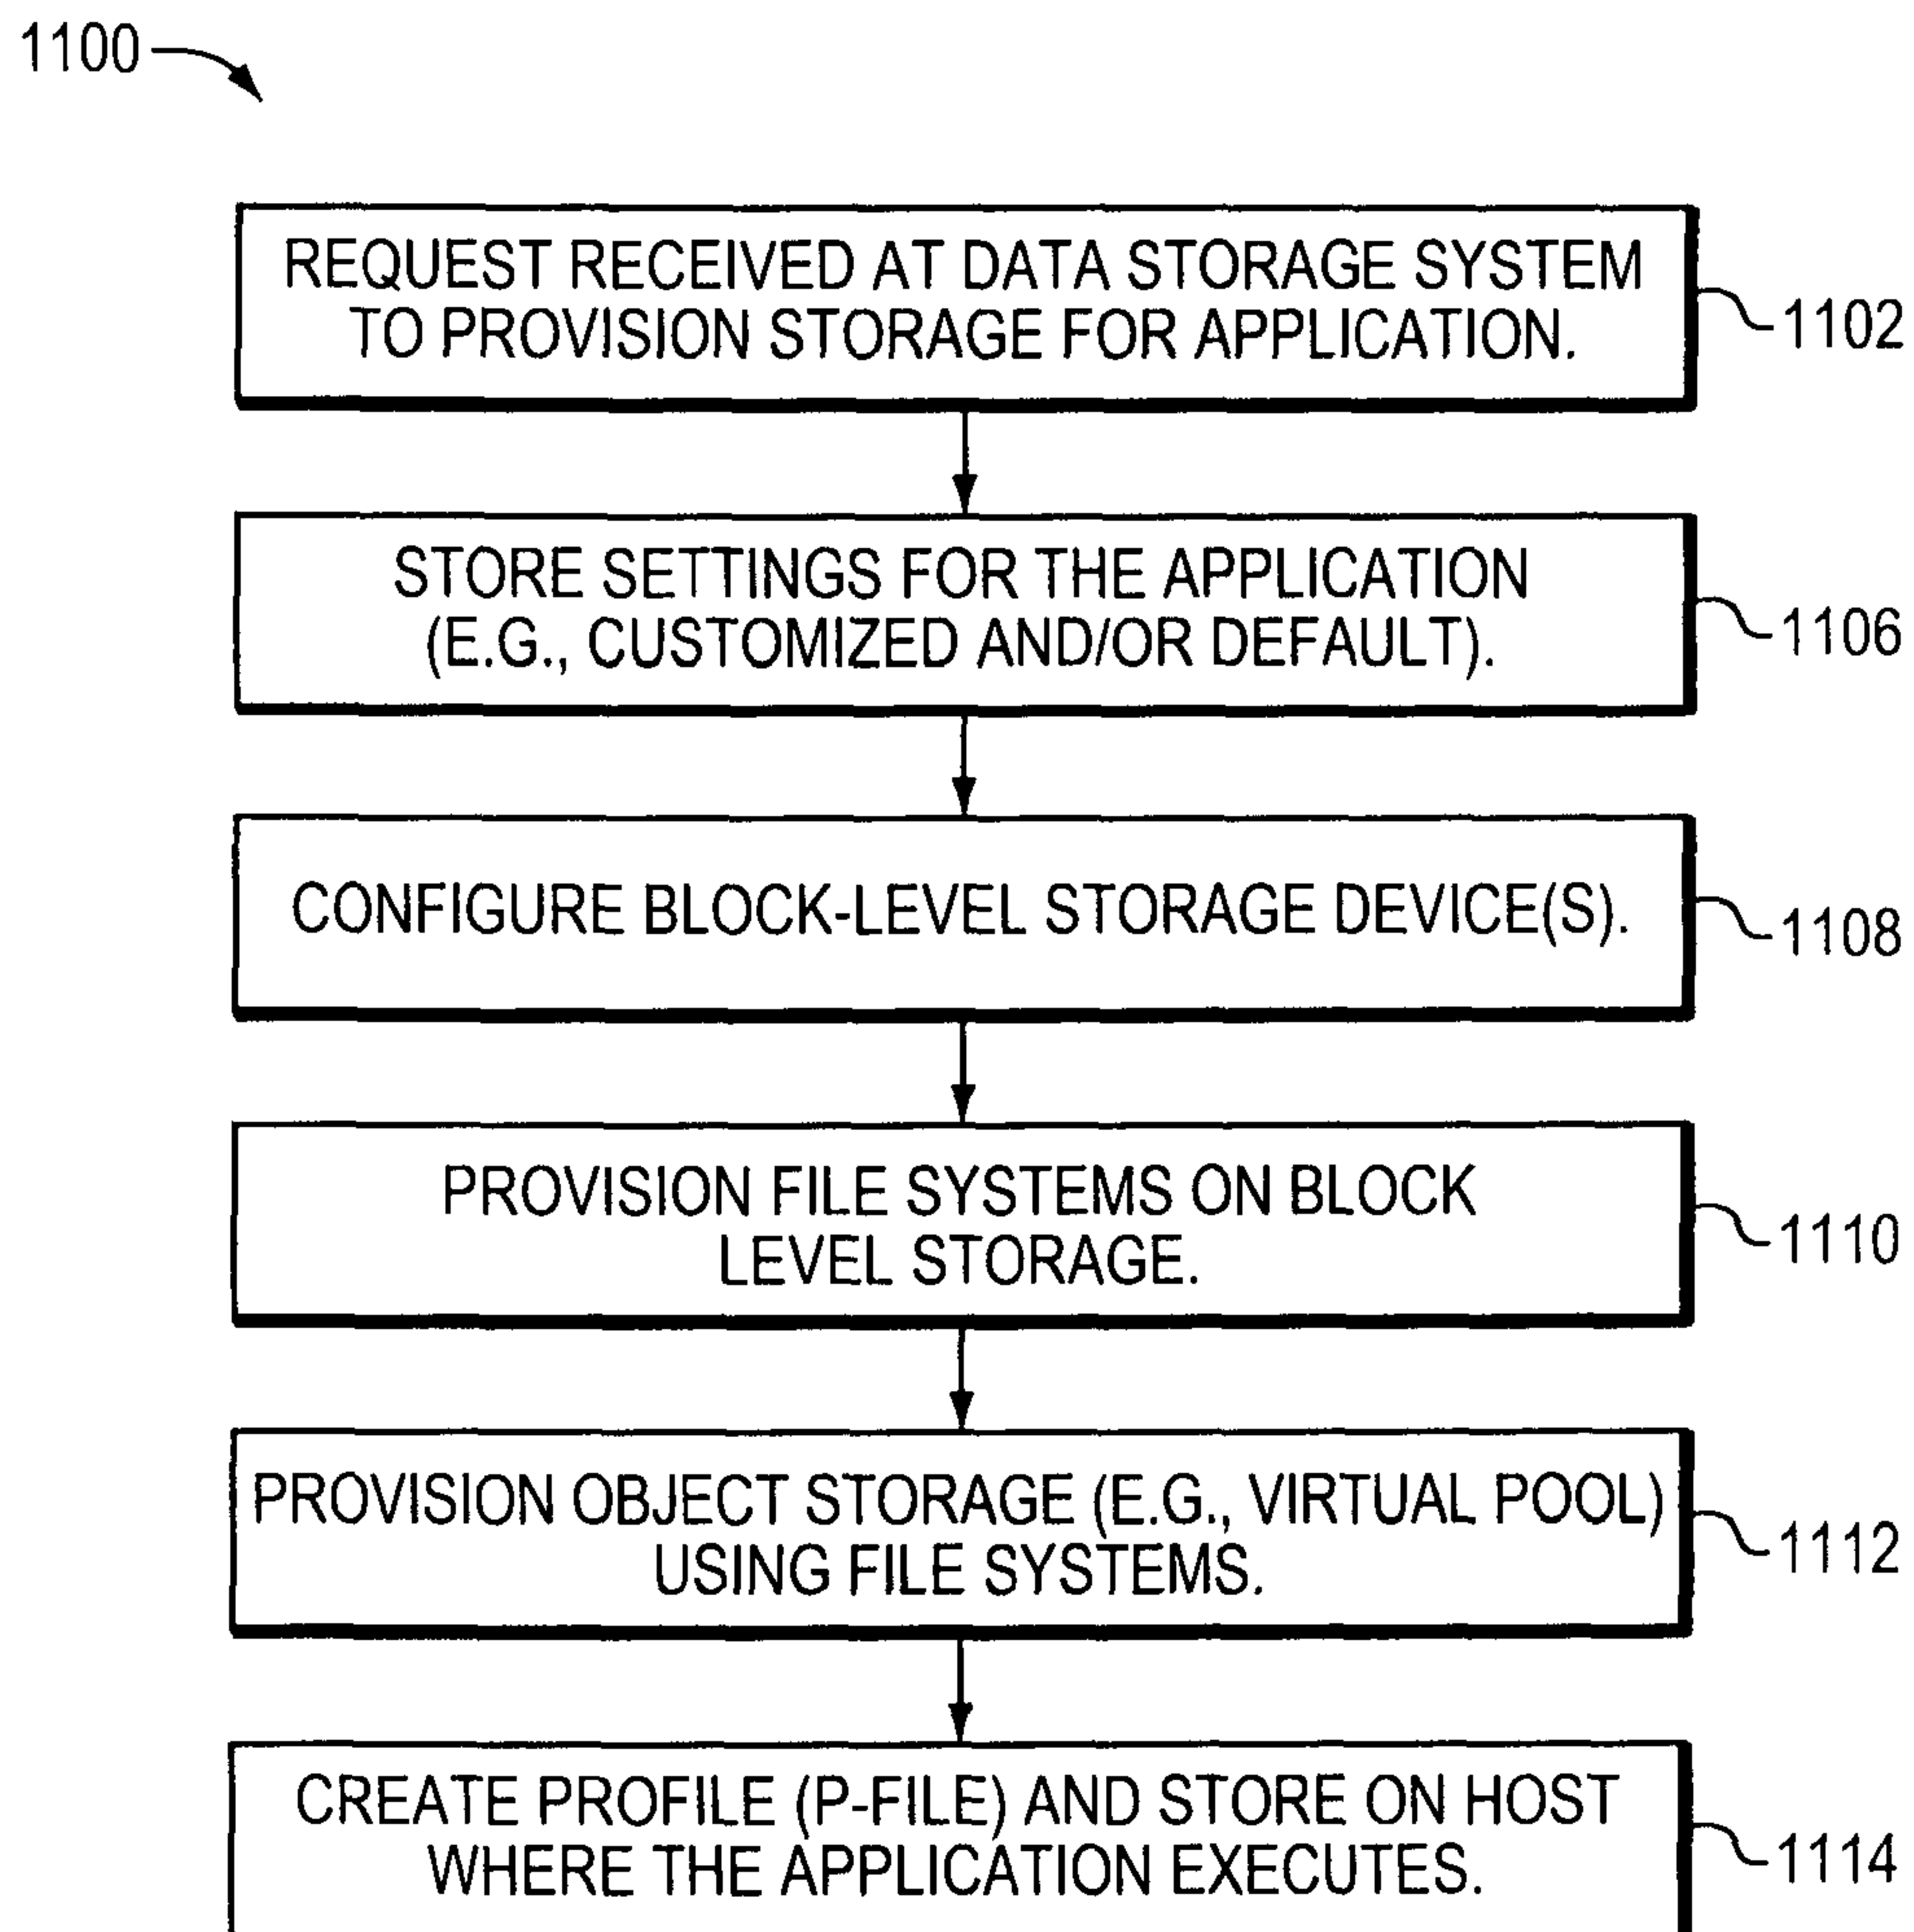 1100
REQUEST RECEIVED AT DATA STORAGE SYSTEM
TO PROVISION STORAGE FOR APPLICATION.
1102
STORE SETTINGS FOR THE APPLICATION
(E.G., CUSTOMIZED AND/OR DEFAULT).
1106
CONFIGURE BLOCK-LEVEL STORAGE DEVICE(S).
1108
PROVISION FILE SYSTEMS ON BLOCK
LEVEL STORAGE.
1110
PROVISION OBJECT STORAGE (E.G., VIRTUAL POOL)
USING FILE SYSTEMS.
1112
CREATE PROFILE (P-FILE) AND STORE ON HOST
WHERE THE APPLICATION EXECUTES.
1114